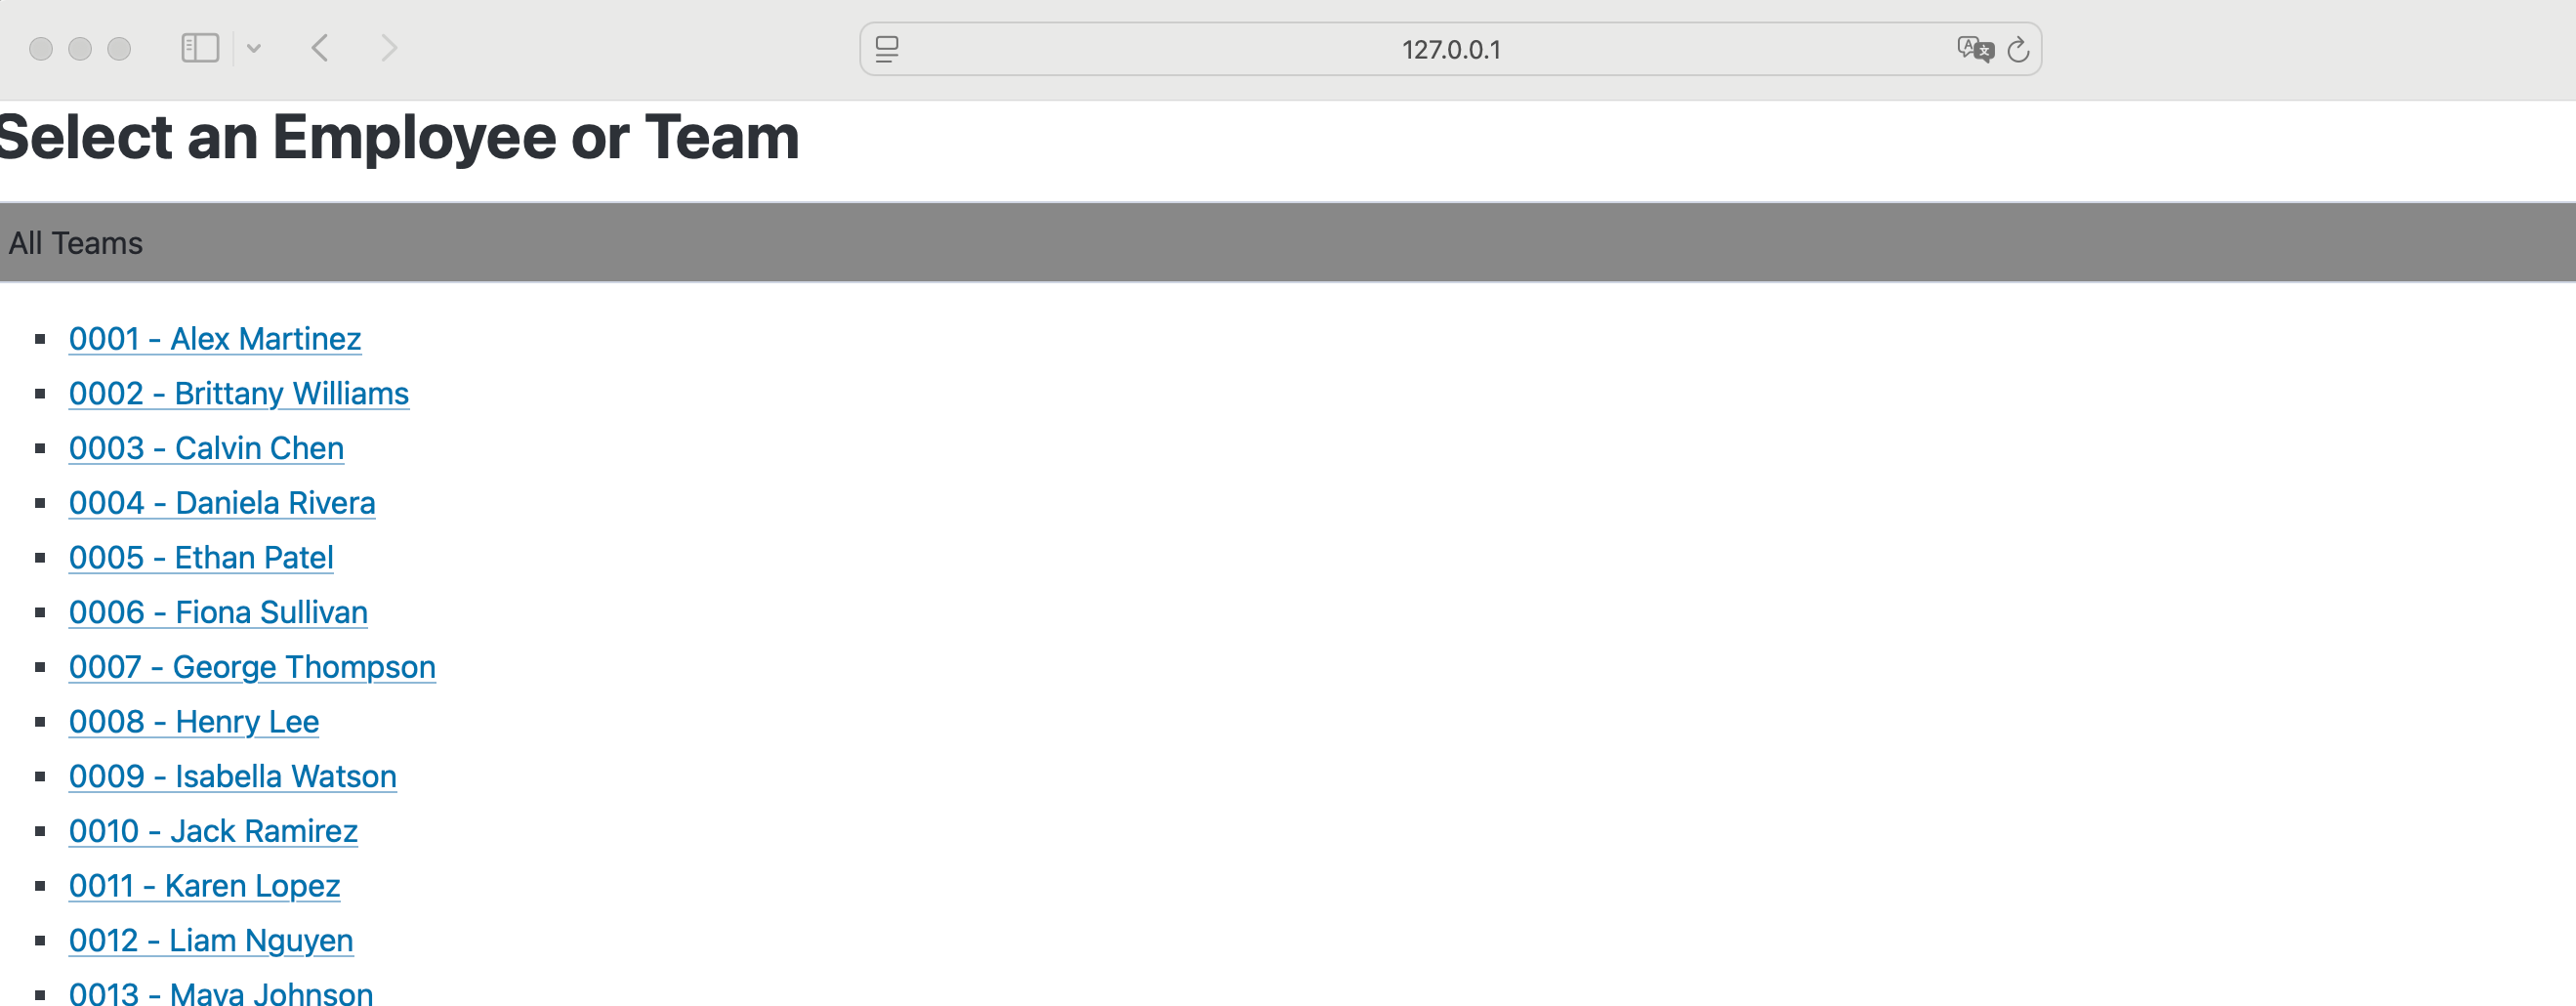 127.0.0.1
Select an Employee or Team
All Teams
0001 - Alex Martinez
0002 - Brittany Williams
0003 - Calvin Chen
0004 - Daniela Rivera
0005 - Ethan Patel
0006 - Fiona Sullivan
0007 - George Thompson
0008 - Henry Lee
0009 - Isabella Watson
0010 - Jack Ramirez
0011 - Karen Lopez
0012 - Liam Nguyen
0013 - Maya Johnson